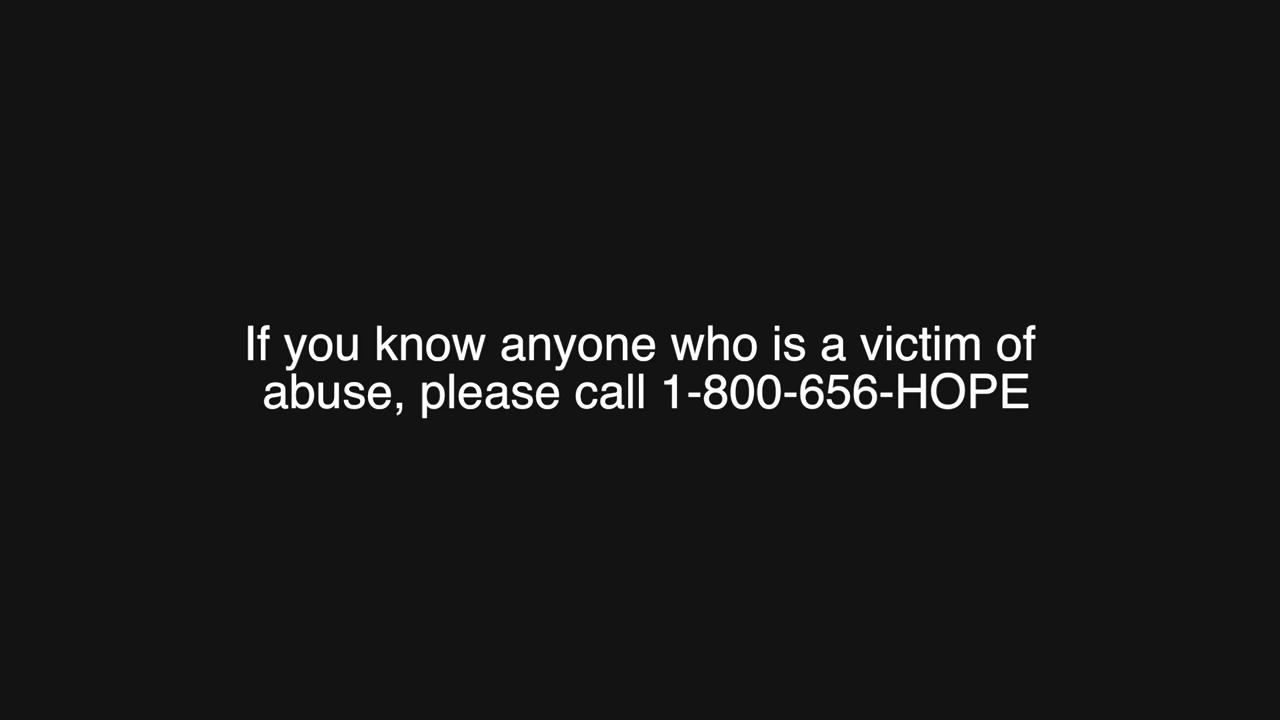 If you know anyone who is a victim of
abuse, please call 1-800-656-HOPE